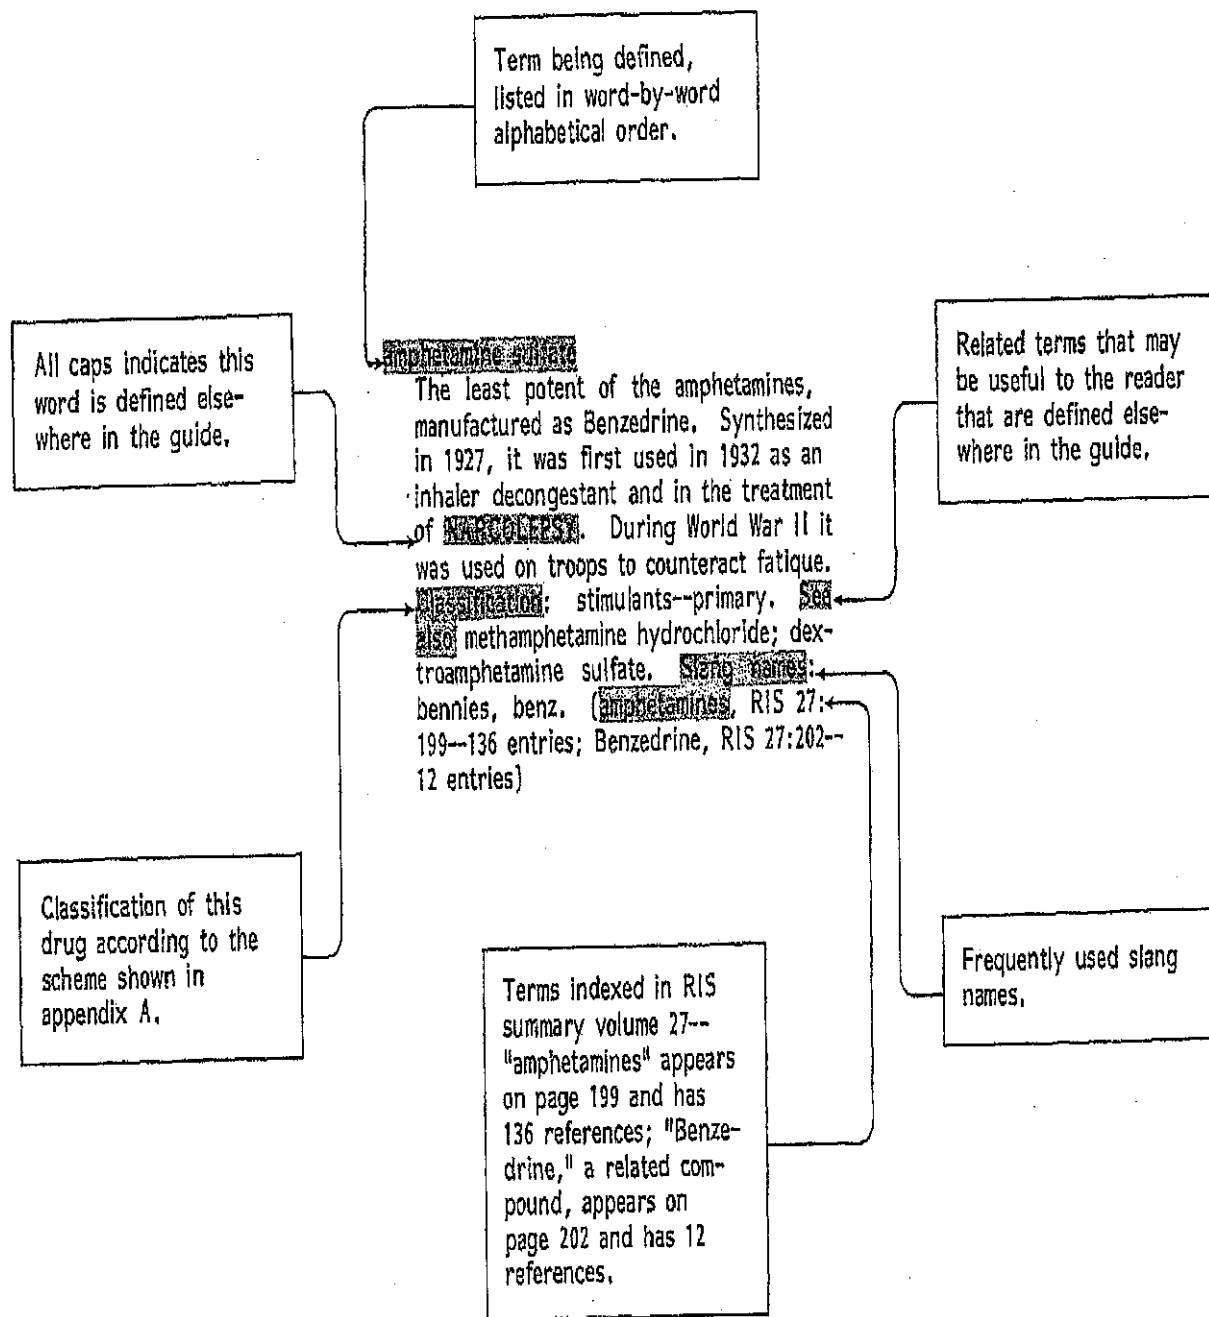 Term being defined,
listed in word-by-word
alphabetical order.
All caps indicates this
word is defined else-
where in the guide.
Related terms that may
be useful to the reader
that are defined else-
where in the guide.
amphetamine sulfate
The least potent of the amphetamines,
manufactured as Benzedrine. Synthesized
in 1927, it was first used in 1932 as an
inhaler decongestant and in the treatment
of NARCOLEPSY. During World War II it
was used on troops to counteract fatique.
Classification: stimulants--primary. See
also methamphetamine hydrochloride; dex-
troamphetamine sulfate. Slang names:
bennies, benz. (amphetamines, RIS 27:
199--136 entries; Benzedrine, RIS 27:202--
12 entries)
Classification of this
drug according to the
scheme shown in
appendix A.
Terms indexed in RIS
summary volume 27--
"amphetamines" appears
on page 199 and has
136 references; "Benze-
drine," a related com-
pound, appears on
page 202 and has 12
references.
Frequently used slang
names.